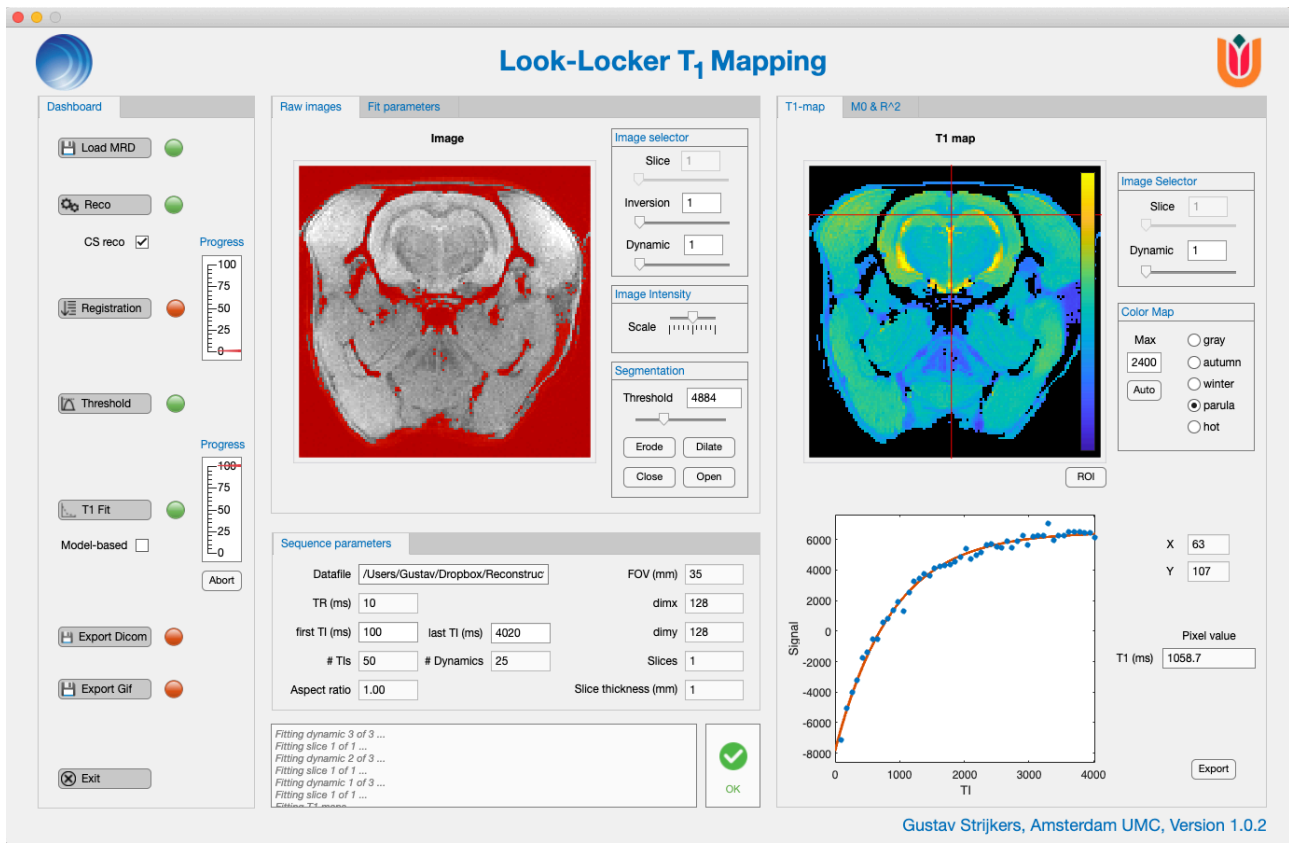 Look-Locker T1 Mapping
Dashboard
Load MRD
Reco
CS reco
Progress
100
75
50
25
0
Registration
Threshold
Progress
100
75
50
25
0
T1 Fit
Model-based
Abort
Export Dicom
Export Gif
Exit
Raw images Fit parameters
Image
Image selector
Slice 1
Inversion 1
Dynamic 1
Image Intensity
Scale
Segmentation
Threshold 4884
Erode Dilate
Close Open
Sequence parameters
Datafile /Users/Gustav/Dropbox/Reconstruc FOV (mm) 35
TR (ms) 10 dimx 128
first TI (ms) 100 last TI (ms) 4020 dimy 128
# TIs 50 # Dynamics 25 Slices 1
Aspect ratio 1.00 Slice thickness (mm) 1
Fitting dynamic 3 of 3 ...
Fitting slice 1 of 1 ...
Fitting dynamic 2 of 3 ...
Fitting slice 1 of 1 ...
Fitting dynamic 1 of 3 ...
Fitting slice 1 of 1 ...
Fitting T1 maps
OK
T1-map M0 & R^2
T1 map
Image Selector
Slice 1
Dynamic 1
Color Map
Max
2400
Auto
gray
autumn
winter
parula
hot
ROI
6000
4000
2000
0
-2000
-4000
-6000
-8000
Signal
0 1000 2000 3000 4000
TI
X 63
Y 107
Pixel value
T1 (ms) 1058.7
Export
Gustav Strijkers, Amsterdam UMC, Version 1.0.2